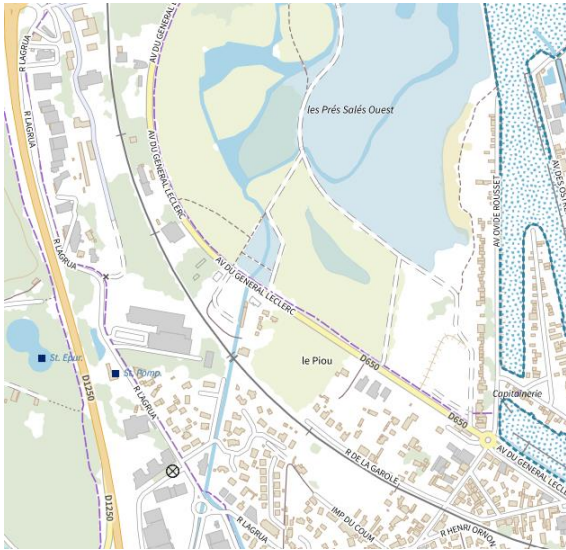 AV DU GENERAL LECLERC
R LAGRUA
R LAGRUA
les Prés Salés Ouest
AV DU GENERAL LECLERC
AV DES OSTR
AV OVIDE ROUSSET
R LAGRUA
AV DU GENERAL LECLERC
St. Epur.
St. Pomp.
le Piou
D650
D1250
R LAGRUA
Capitainerie
D650
AV DU GENERAL LECLE
R DE LA GAROLE
D1250
R LAGRUA
IMP DU COUM
R HENRI ORNON